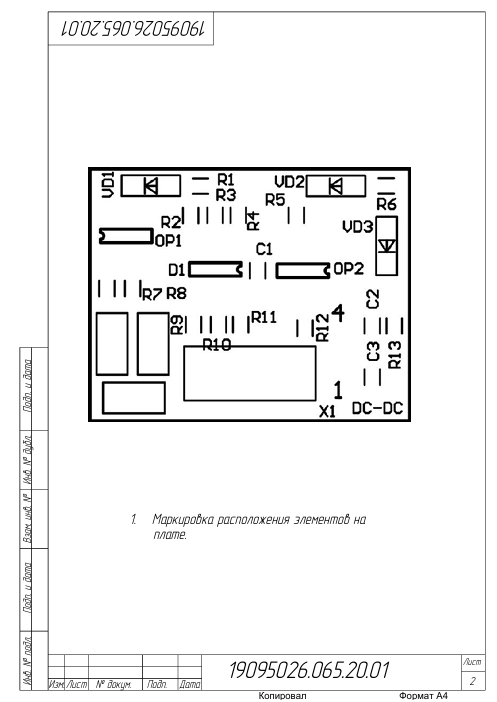 19095026.065.20.01
VD1
R1
R3
VD2
R5
R6
R2
R4
VD3
OP1
C1
D1
OP2
R7 R8
C2
4
R9
R11
R12
R10
C3
R13
1
X1
DC-DC
1. Маркировка расположения элементов на
плате.
Подп. и дата
Инв. № дубл.
Взам. инв. №
Подп. и дата
Инв. № подл.
19095026.065.20.01
Лист
2
Изм. Лист № докум. Подп. Дата
Копировал Формат А4